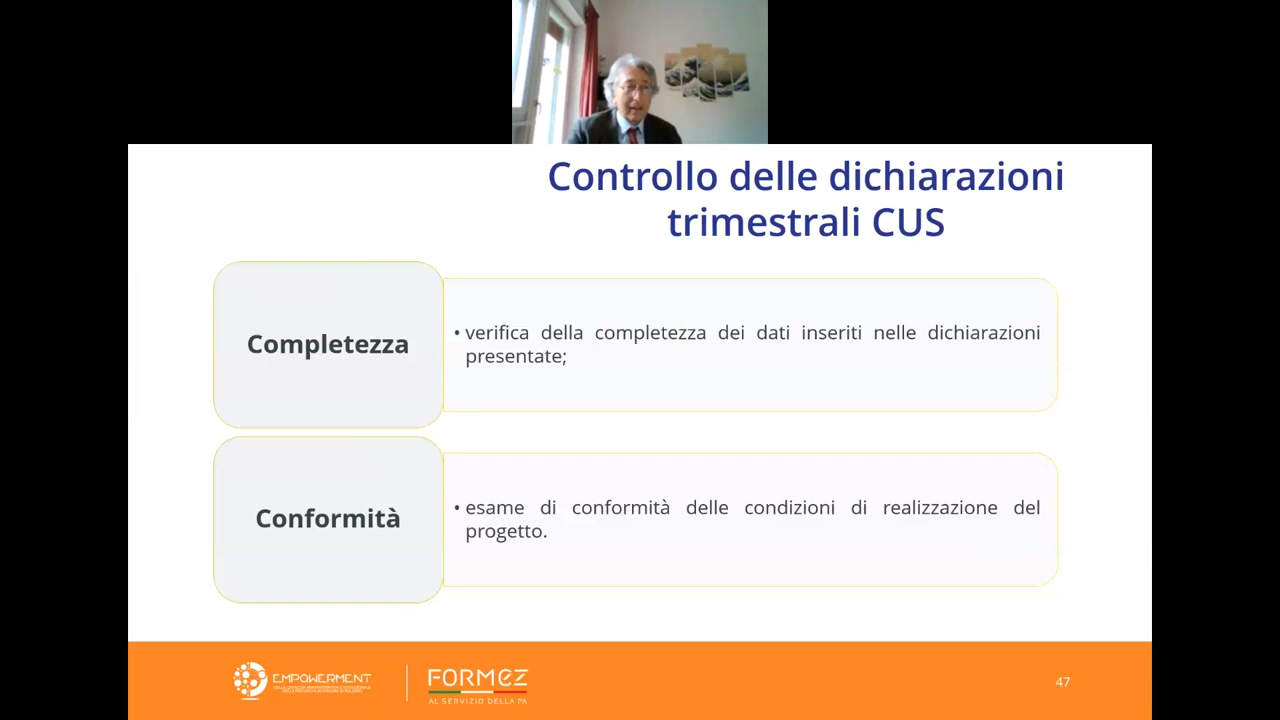 Controllo delle dichiarazioni
trimestrali CUS
Completezza
• verifica della completezza dei dati inseriti nelle dichiarazioni
presentate;
Conformità
• esame di conformità delle condizioni di realizzazione del
progetto.
EMPOWERMENT
FORMEZ
AL SERVIZIO DELLA PA
47